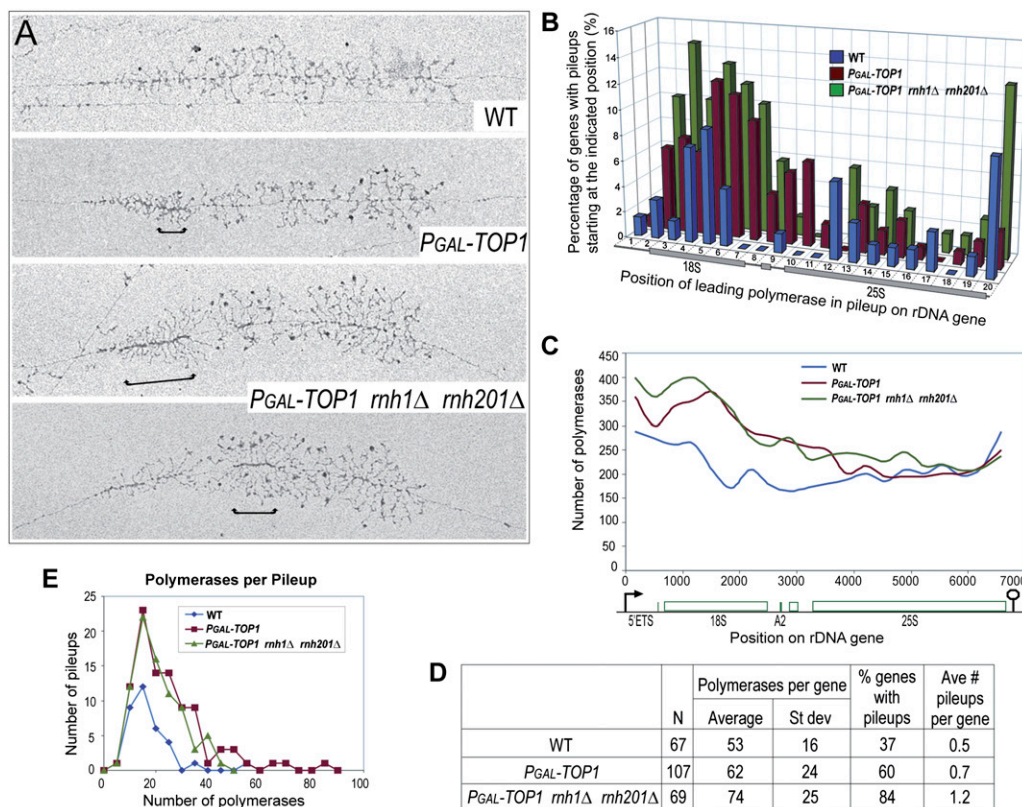 A
WT
PGAL-TOP1
PGAL-TOP1 rnh1Δ rnh201Δ
B
Percentage of genes with pileups
starting at the indicated position (%)
16
14
12
10
8
6
4
2
0
WT
PGAL-TOP1
PGAL-TOP1 rnh1Δ rnh201Δ
1 2 3 4 5 6 7 8 9 10 11 12 13 14 15 16 17 18 19 20
18S
25S
Position of leading polymerase in pileup on rDNA gene
C
Number of polymerases
450
400
350
300
250
200
150
100
50
0
WT
PGAL-TOP1
PGAL-TOP1 rnh1Δ rnh201Δ
0 1000 2000 3000 4000 5000 6000 7000
5'ETS 18S A2 25S
Position on rDNA gene
E
Polymerases per Pileup
Number of pileups
25
20
15
10
5
0
WT
PGAL-TOP1
PGAL-TOP1 rnh1Δ rnh201Δ
0 20 40 60 80 100
Number of polymerases
D
N Polymerases per gene % genes with pileups Ave # pileups per gene
Average St dev
WT 67 53 16 37 0.5
PGAL-TOP1 107 62 24 60 0.7
PGAL-TOP1 rnh1Δ rnh201Δ 69 74 25 84 1.2